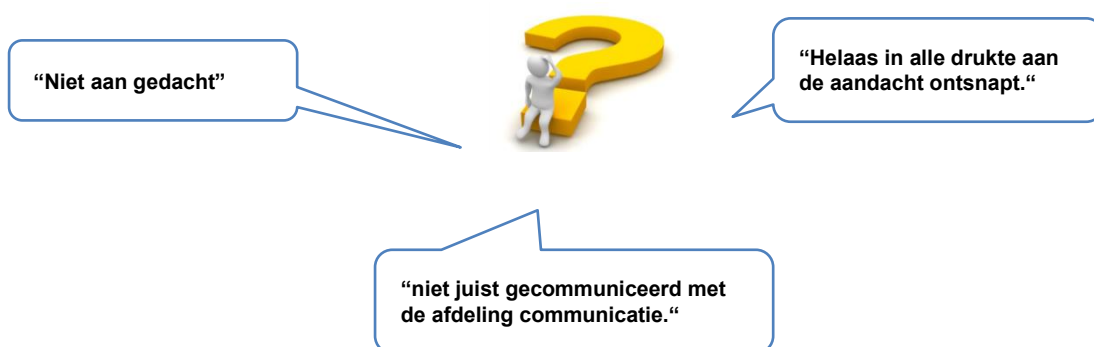 “Niet aan gedacht”
“Helaas in alle drukte aan
de aandacht ontsnapt.“
“niet juist gecommuniceerd met
de afdeling communicatie.“